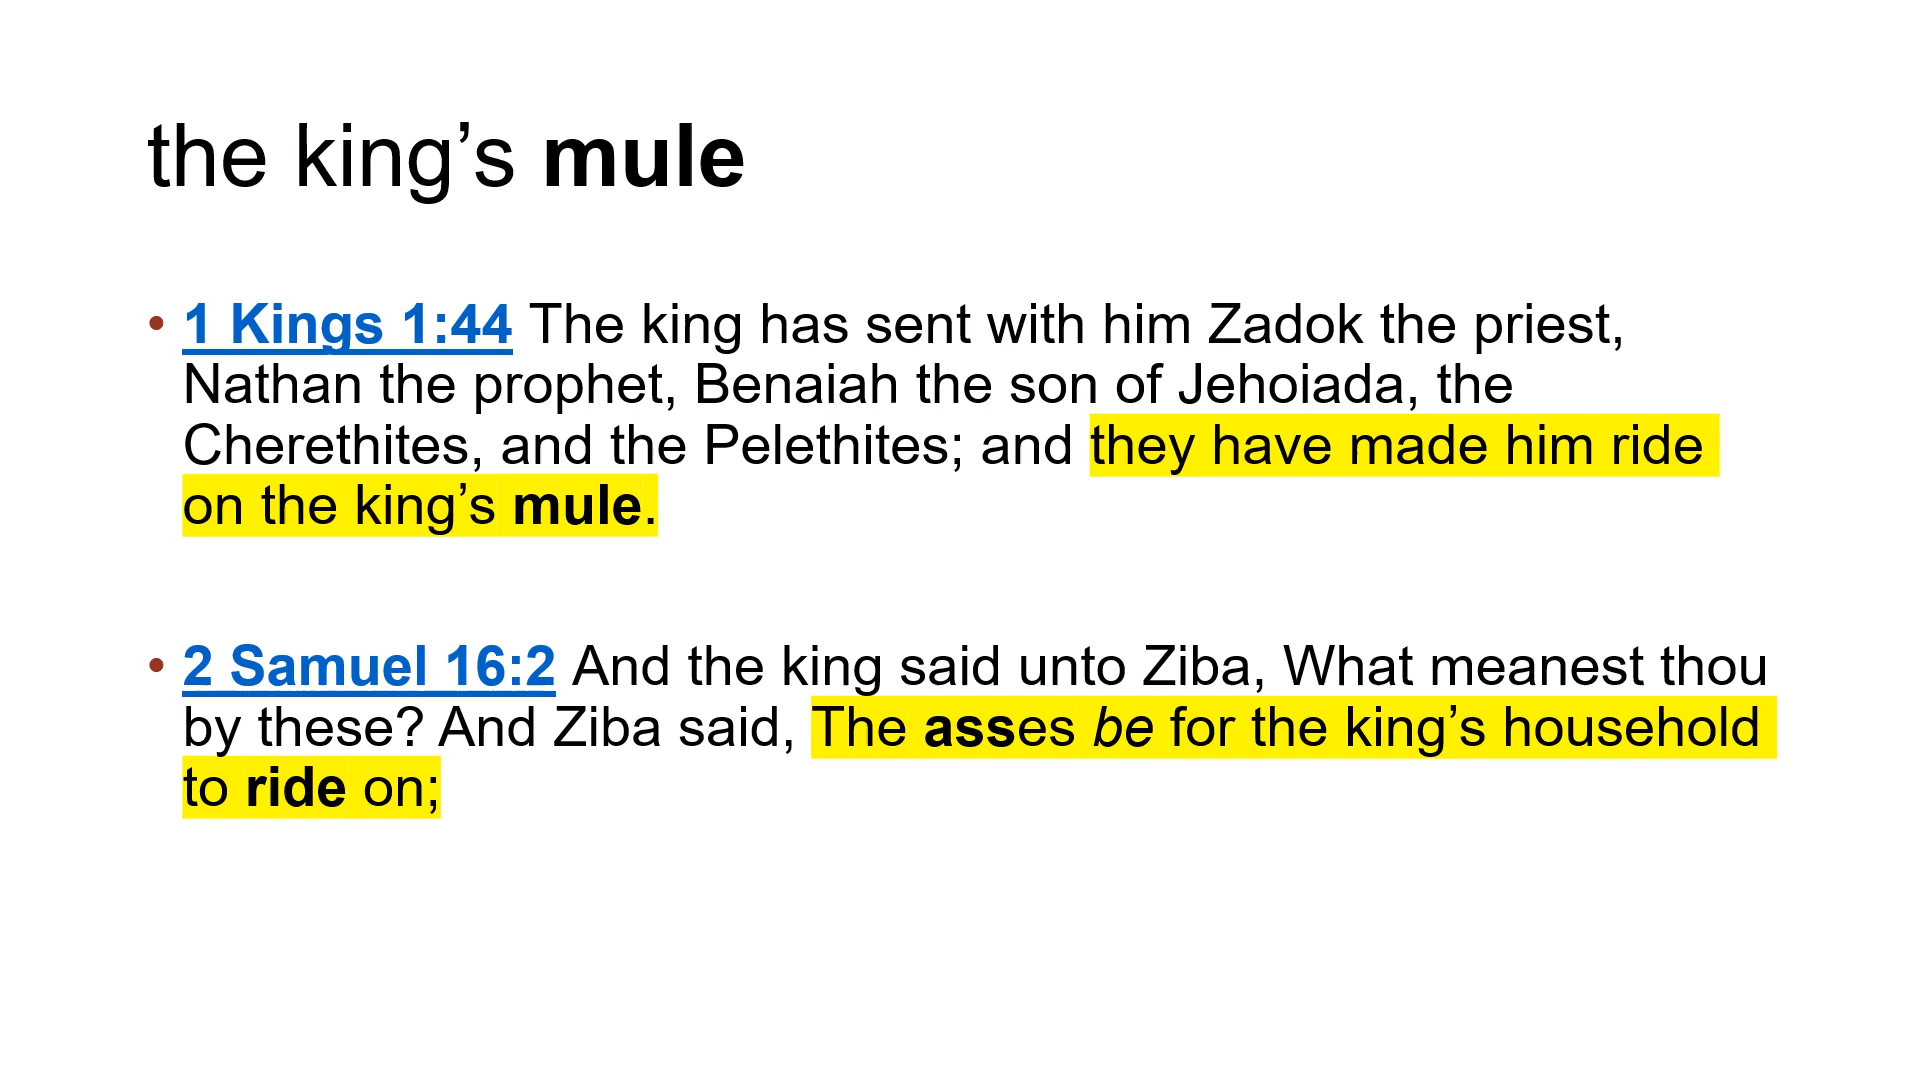 the king’s mule
• 1 Kings 1:44 The king has sent with him Zadok the priest,
Nathan the prophet, Benaiah the son of Jehoiada, the
Cherethites, and the Pelethites; and they have made him ride
on the king’s mule.
• 2 Samuel 16:2 And the king said unto Ziba, What meanest thou
by these? And Ziba said, The asses be for the king’s household
to ride on;